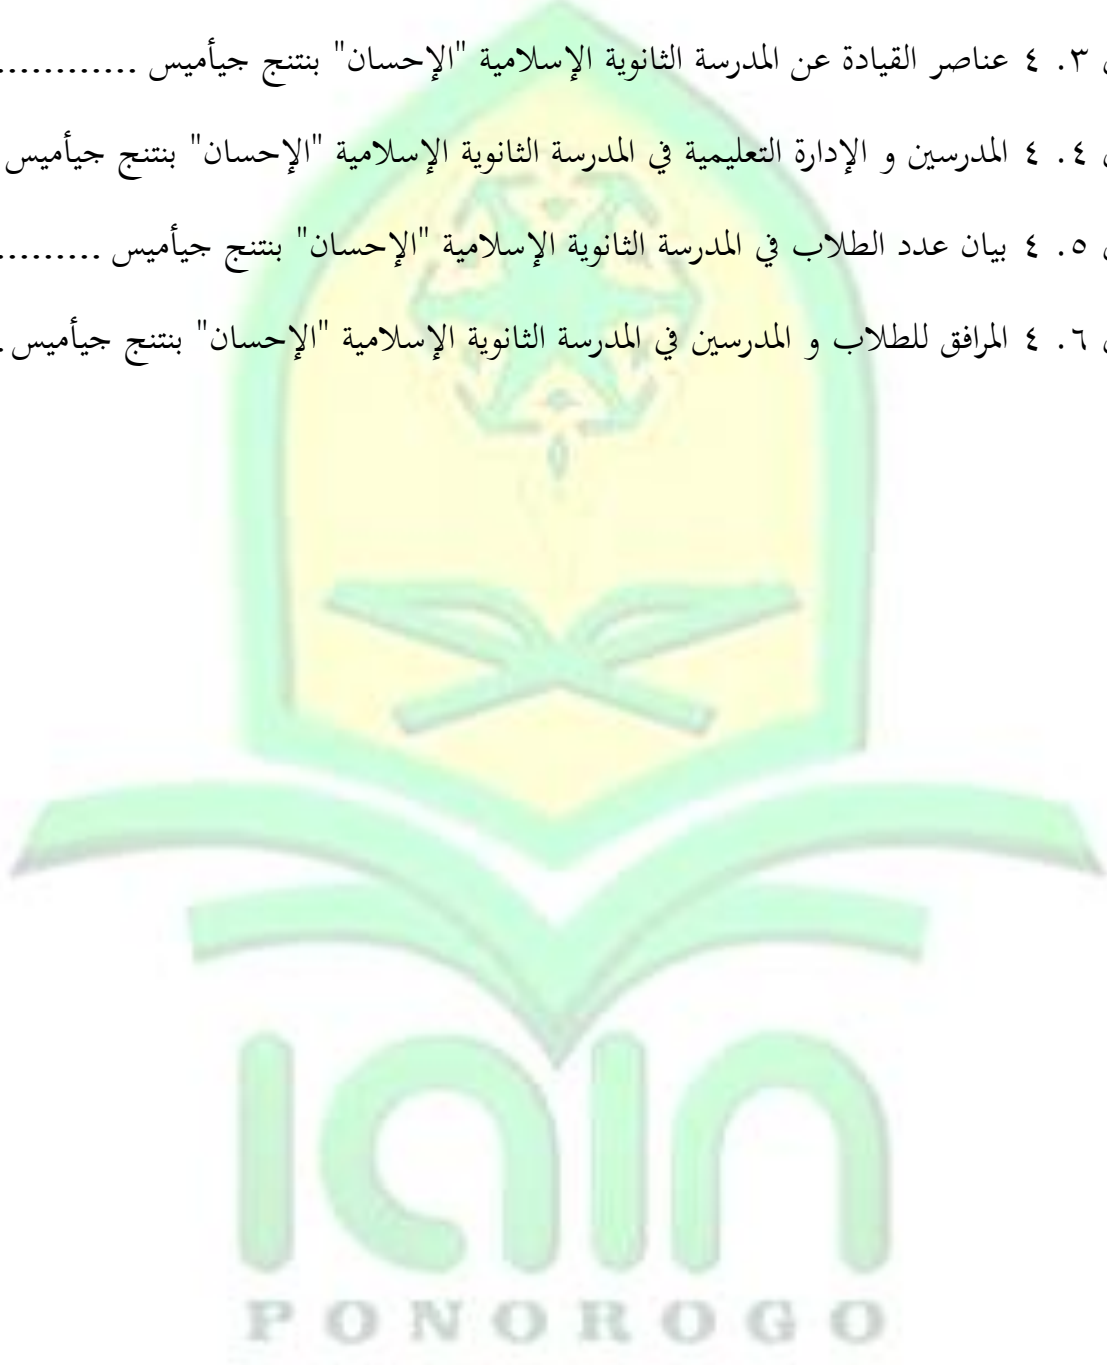 ٣. ٤ عناصر القيادة عن المدرسة الثانوية الإسلامية "الإحسان" بنتنج جيأميس ............
٤. ٤ المدرسين و الإدارة التعليمية في المدرسة الثانوية الإسلامية "الإحسان" بنتنج جيأميس
٥. ٤ بيان عدد الطلاب في المدرسة الثانوية الإسلامية "الإحسان" بنتنج جيأميس .........
٦. ٤ المرافق للطلاب و المدرسين في المدرسة الثانوية الإسلامية "الإحسان" بنتنج جيأميس .
iain
PONOROGO